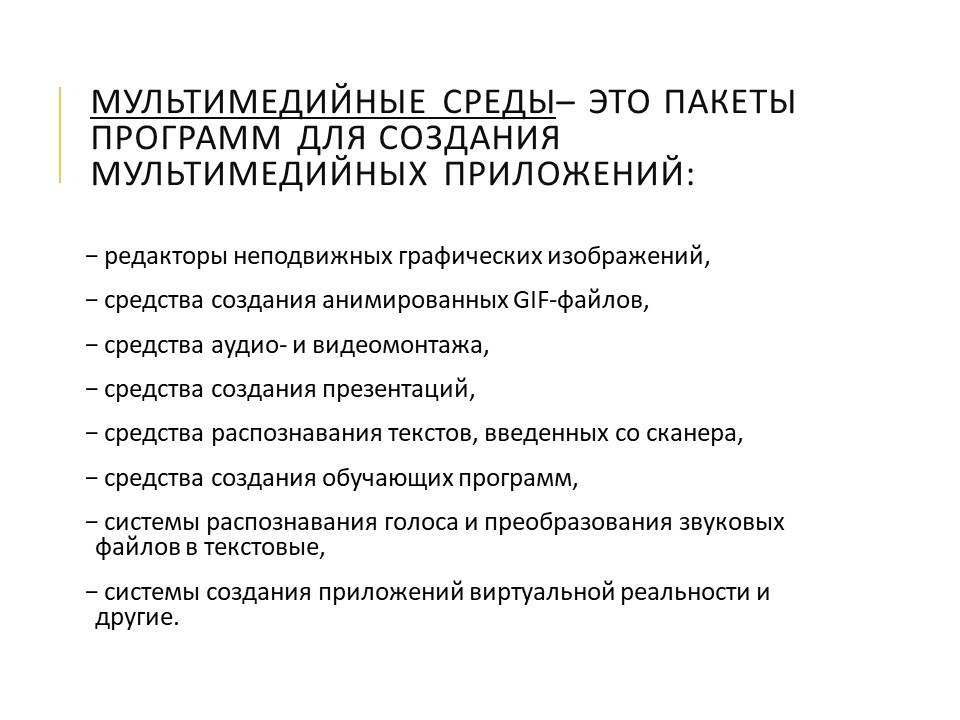 МУЛЬТИМЕДИЙНЫЕ СРЕДЫ– ЭТО ПАКЕТЫ
ПРОГРАММ ДЛЯ СОЗДАНИЯ
МУЛЬТИМЕДИЙНЫХ ПРИЛОЖЕНИЙ:
− редакторы неподвижных графических изображений,
− средства создания анимированных GIF-файлов,
− средства аудио- и видеомонтажа,
− средства создания презентаций,
− средства распознавания текстов, введенных со сканера,
− средства создания обучающих программ,
− системы распознавания голоса и преобразования звуковых
файлов в текстовые,
− системы создания приложений виртуальной реальности и
другие.